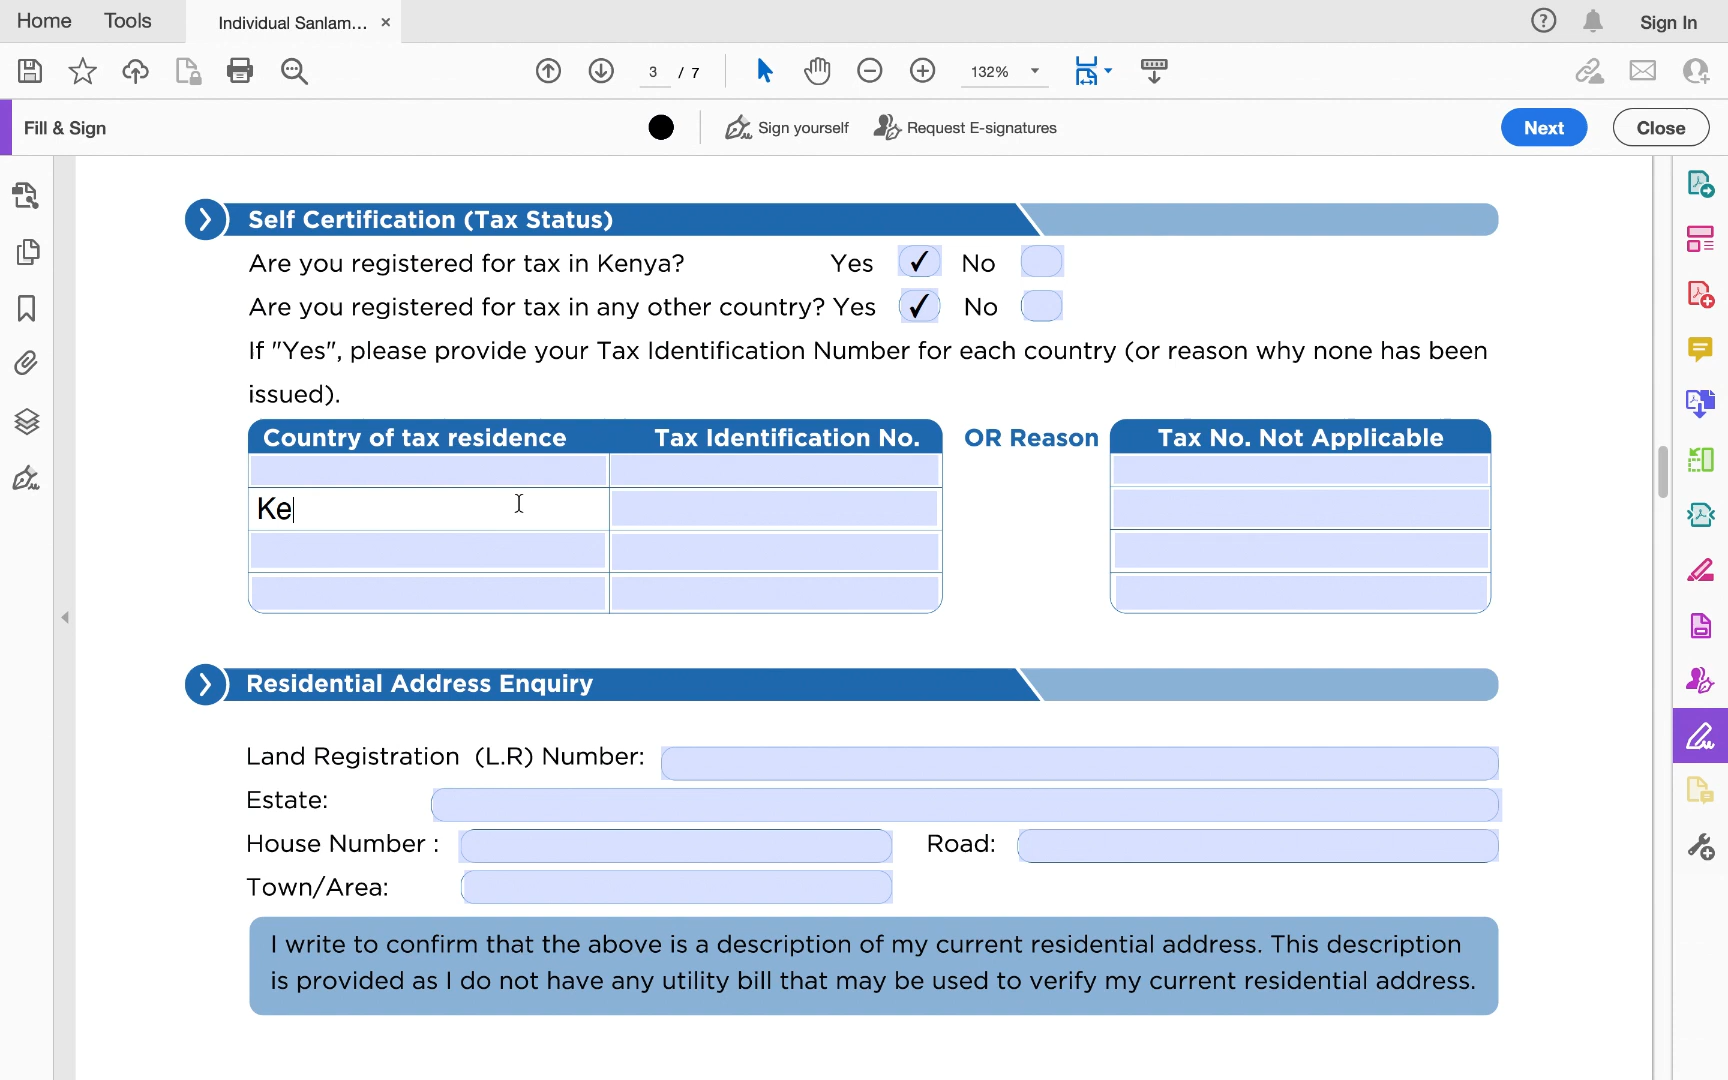 Home Tools Individual Sanlam... × Sign In
3 / 7 132%
Fill & Sign Sign yourself Request E-signatures Next Close
Self Certification (Tax Status)
Are you registered for tax in Kenya? Yes ✓ No
Are you registered for tax in any other country? Yes ✓ No
If "Yes", please provide your Tax Identification Number for each country (or reason why none has been
issued).
Country of tax residence Tax Identification No. OR Reason Tax No. Not Applicable
Ke
Residential Address Enquiry
Land Registration (L.R) Number:
Estate:
House Number : Road:
Town/Area:
I write to confirm that the above is a description of my current residential address. This description
is provided as I do not have any utility bill that may be used to verify my current residential address.